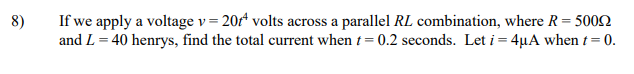 8) If we apply a voltage v = 20t⁴ volts across a parallel RL combination, where R = 500Ω
and L = 40 henrys, find the total current when t = 0.2 seconds. Let i = 4μA when t = 0.